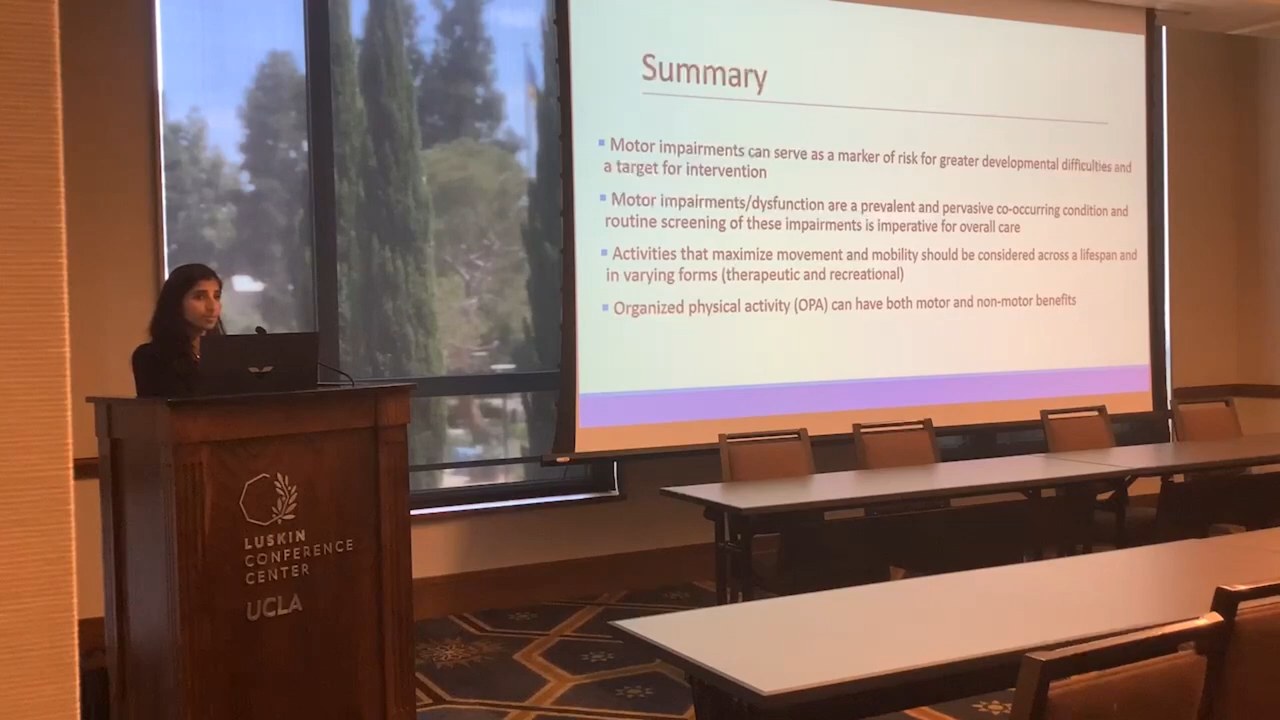 Summary
Motor impairments can serve as a marker of risk for greater developmental difficulties and
a target for intervention
Motor impairments/dysfunction are a prevalent and pervasive co-occurring condition and
routine screening of these impairments is imperative for overall care
Activities that maximize movement and mobility should be considered across a lifespan and
in varying forms (therapeutic and recreational)
Organized physical activity (OPA) can have both motor and non-motor benefits
LUSKIN
CONFERENCE
CENTER
UCLA